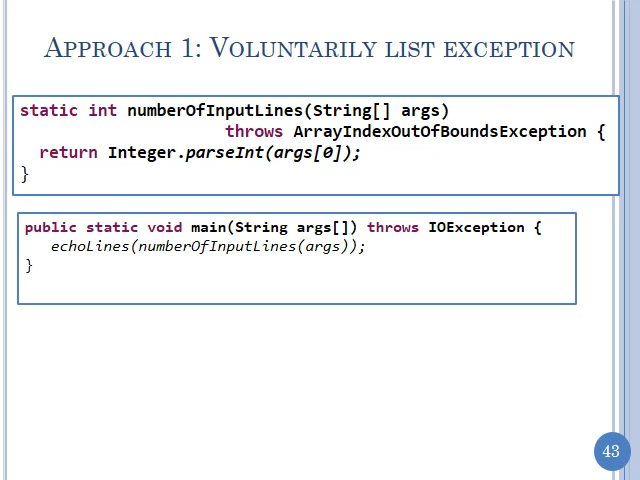 APPROACH 1: VOLUNTARILY LIST EXCEPTION
static int numberOfInputLines(String[] args)
throws ArrayIndexOutOfBoundsException {
return Integer.parseInt(args[0]);
}
public static void main(String args[]) throws IOException {
echoLines(numberOfInputLines(args));
}
43